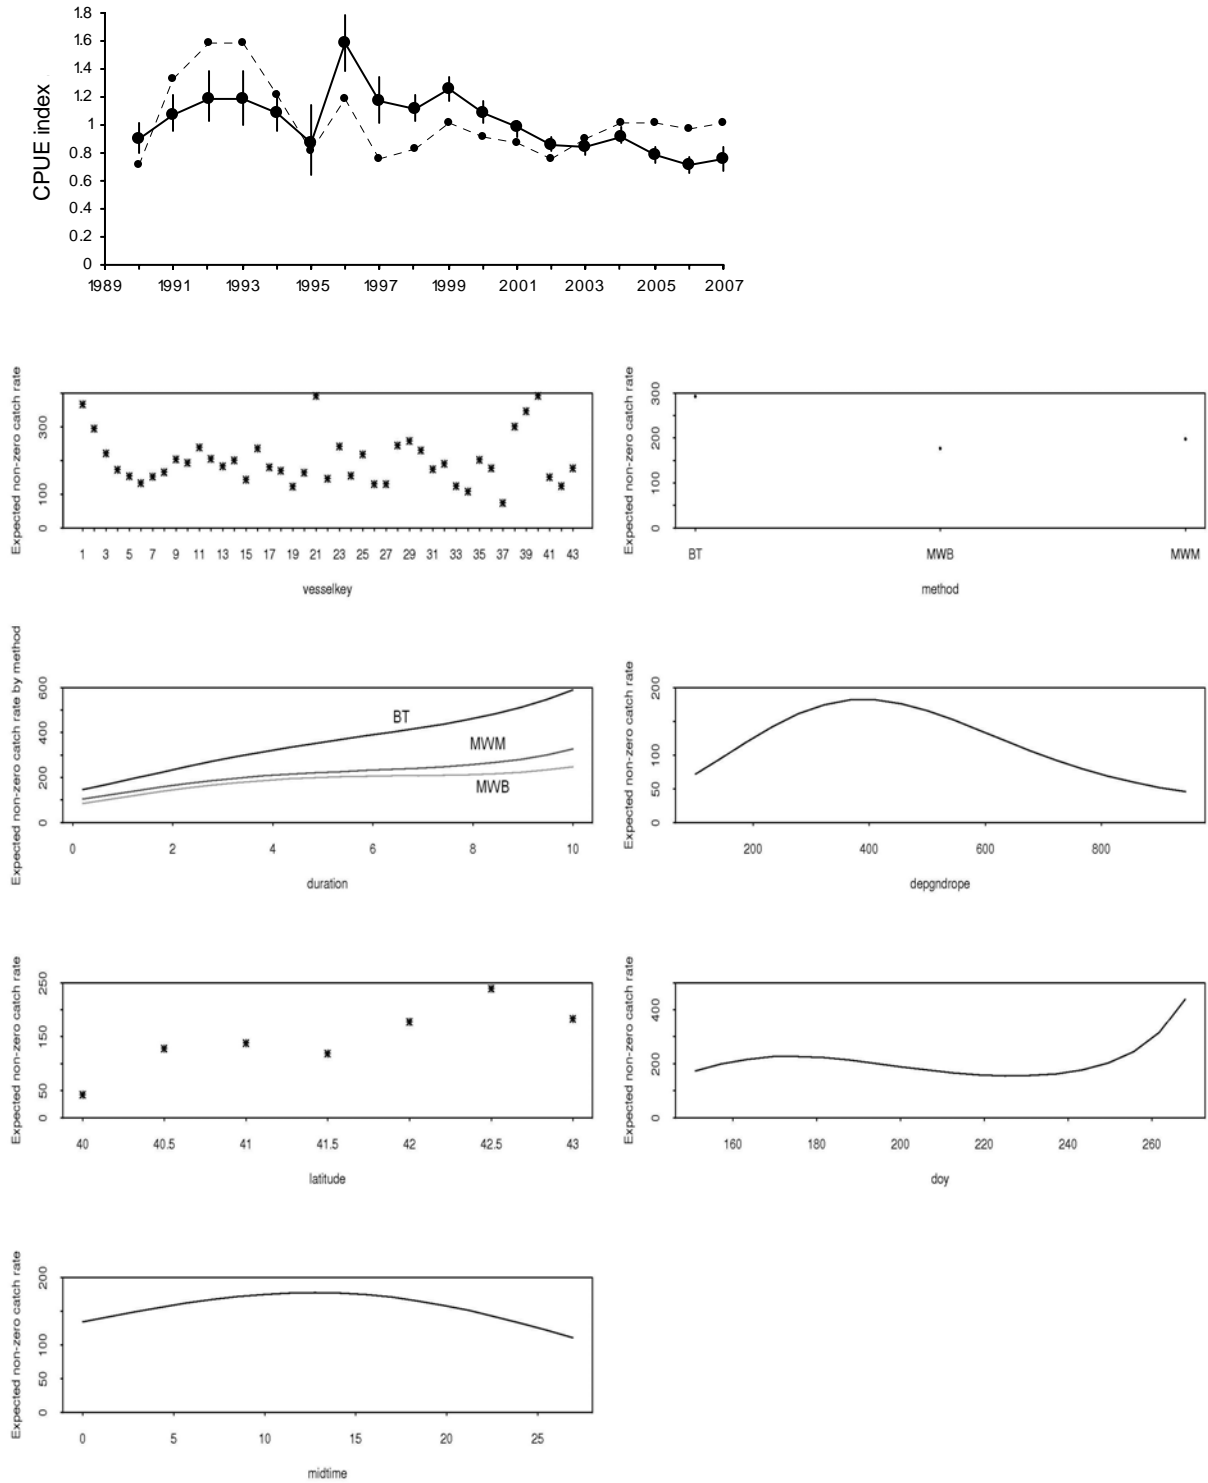 1.8
1.6
1.4
1.2
1
0.8
0.6
0.4
0.2
0
CPUE index
1989 1991 1993 1995 1997 1999 2001 2003 2005 2007
Expected non-zero catch rate
300
100
0
1 3 5 7 9 11 13 15 17 19 21 23 25 27 29 31 33 35 37 39 41 43
vesselkey
Expected non-zero catch rate
300
200
100
0
BT MWB MWM
method
Expected non-zero catch rate by method
600
400
200
0
BT
MWM
MWB
0 2 4 6 8 10
duration
Expected non-zero catch rate
200
100
50
0
200 400 600 800
depgndrope
Expected non-zero catch rate
250
150
50
0
40 40.5 41 41.5 42 42.5 43
latitude
Expected non-zero catch rate
400
200
0
160 180 200 220 240 260
doy
Expected non-zero catch rate
200
100
50
0
0 5 10 15 20 25
midtime